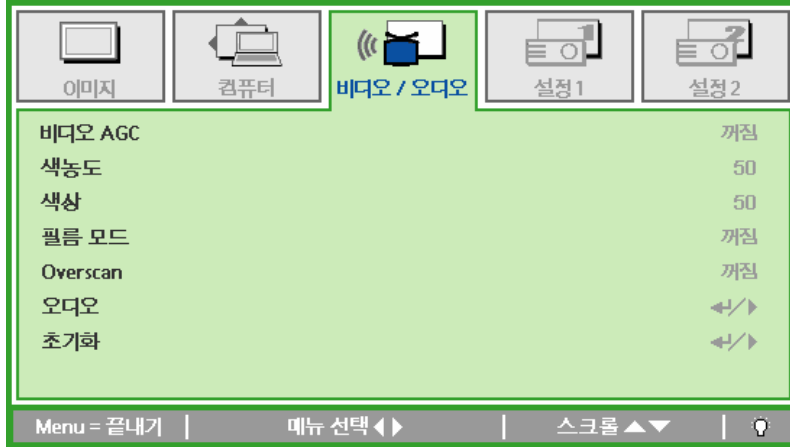 이미지
컴퓨터
비디오 / 오디오
설정 1
설정 2
비디오 AGC 꺼짐
색농도 50
색상 50
필름 모드 꺼짐
Overscan 꺼짐
오디오
초기화
Menu = 끝내기 메뉴 선택 스크롤